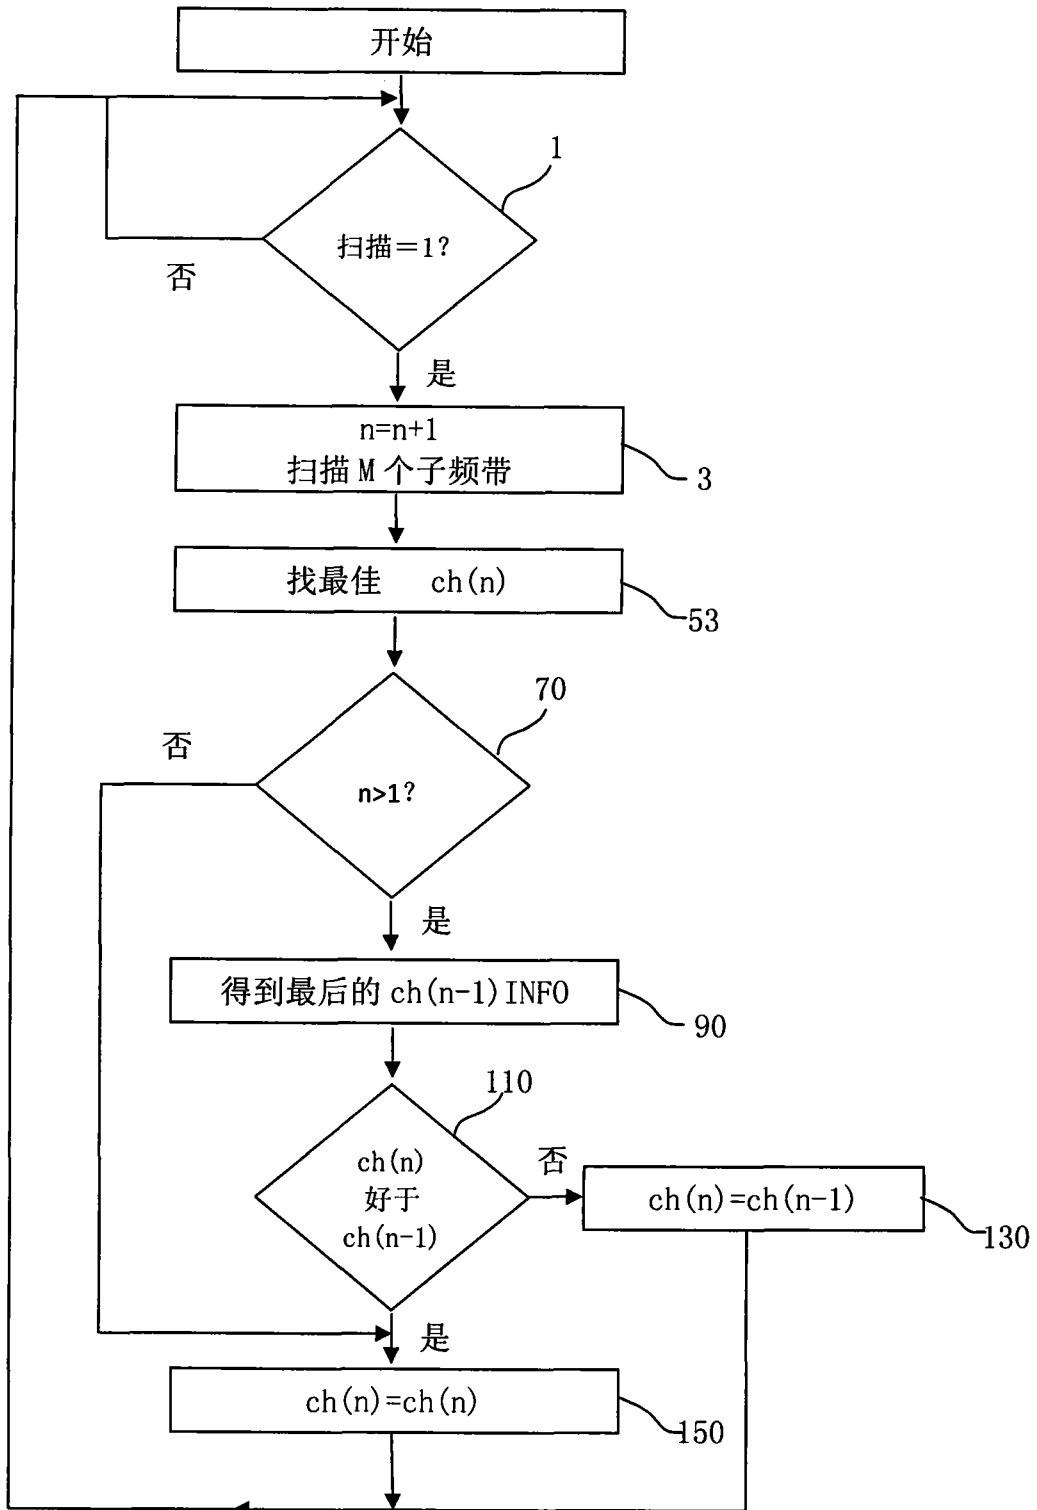 开始
1
扫描＝1?
否
是
n=n+1
扫描 M 个子频带
3
找最佳 ch(n)
53
70
否
n>1?
是
得到最后的 ch(n-1)INFO
90
110
ch(n)
好于
ch(n-1)
否
ch(n)=ch(n-1)
130
是
ch(n)=ch(n)
150